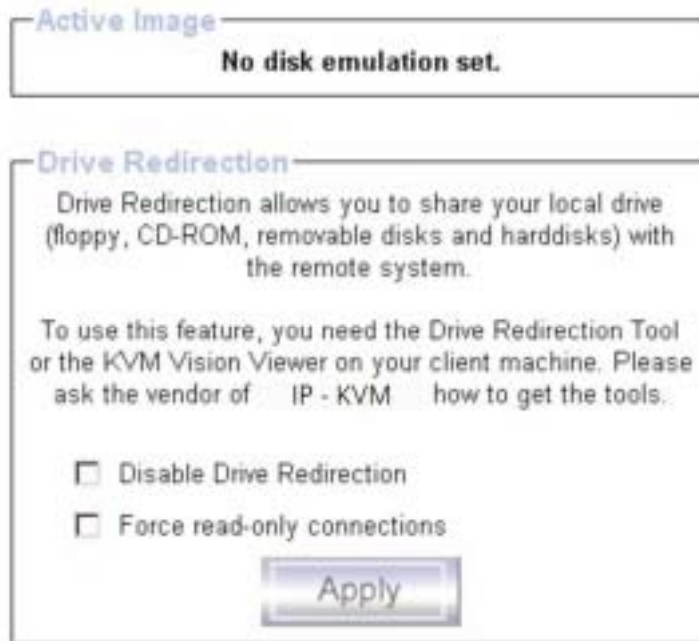 Active Image
No disk emulation set.
Drive Redirection
Drive Redirection allows you to share your local drive
(floppy, CD-ROM, removable disks and harddisks) with
the remote system.
To use this feature, you need the Drive Redirection Tool
or the KVM Vision Viewer on your client machine. Please
ask the vendor of IP - KVM how to get the tools.
Disable Drive Redirection
Force read-only connections
Apply